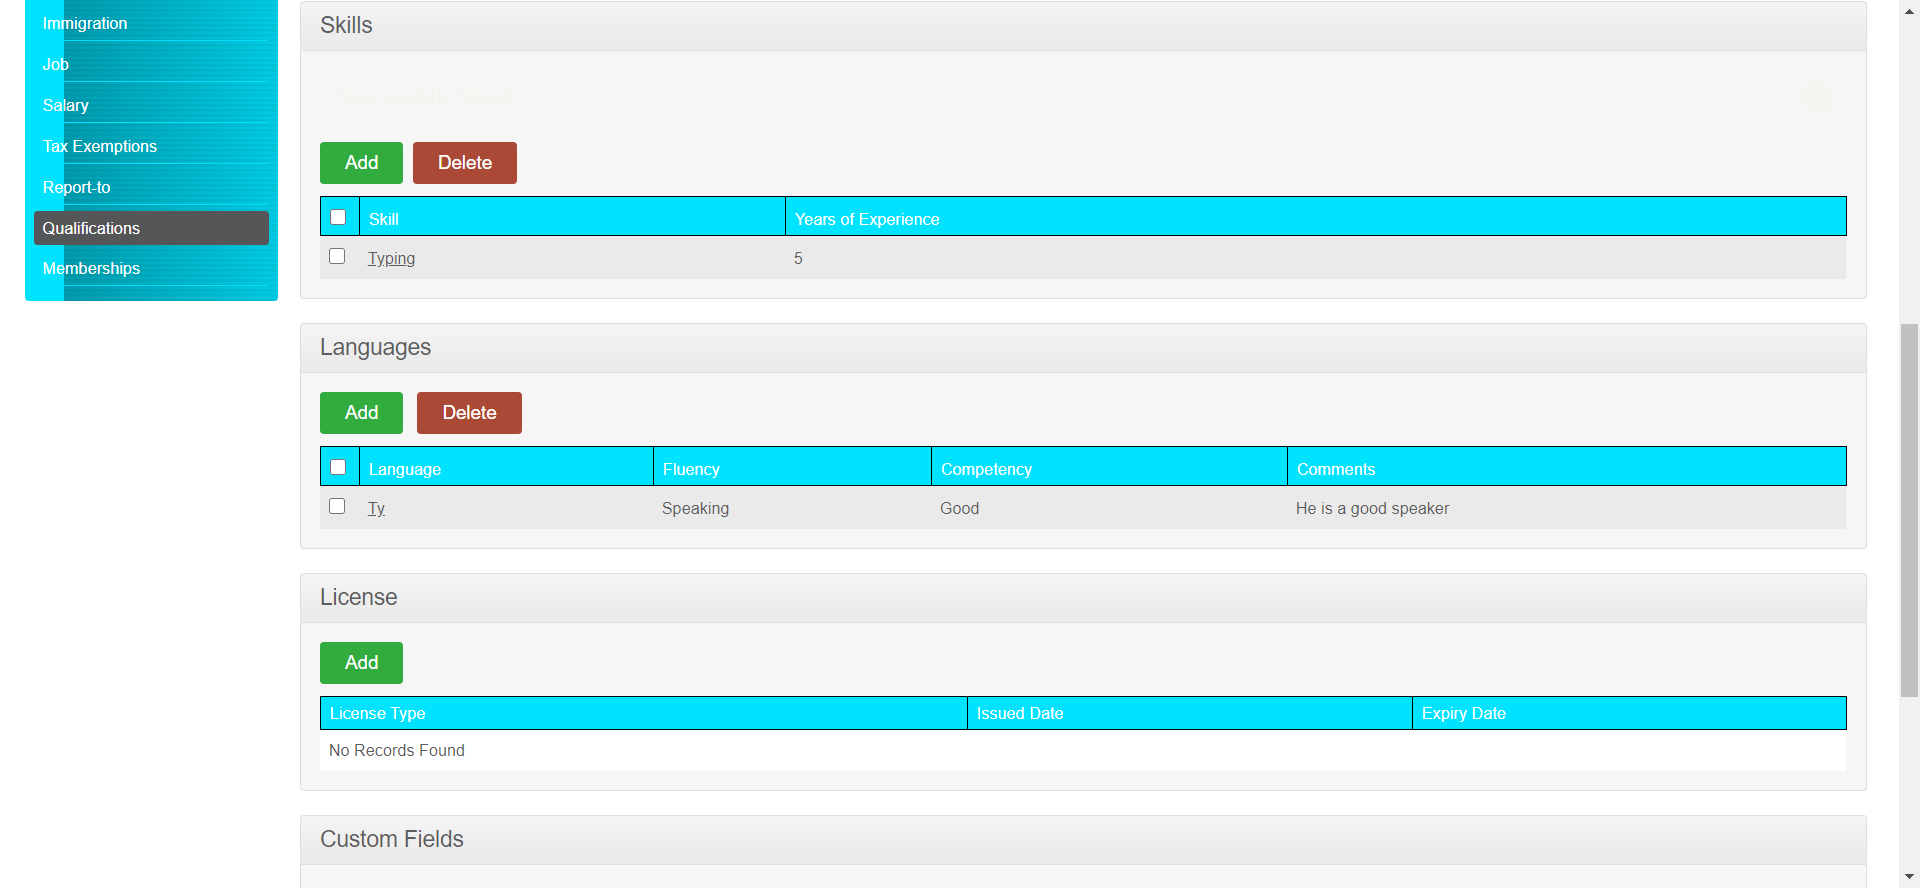 Immigration
Job
Salary
Tax Exemptions
Report-to
Qualifications
Memberships
Skills
Successfully Saved
Add Delete
Skill Years of Experience
Typing 5
Languages
Add Delete
Language Fluency Competency Comments
Ty Speaking Good He is a good speaker
License
Add
License Type Issued Date Expiry Date
No Records Found
Custom Fields